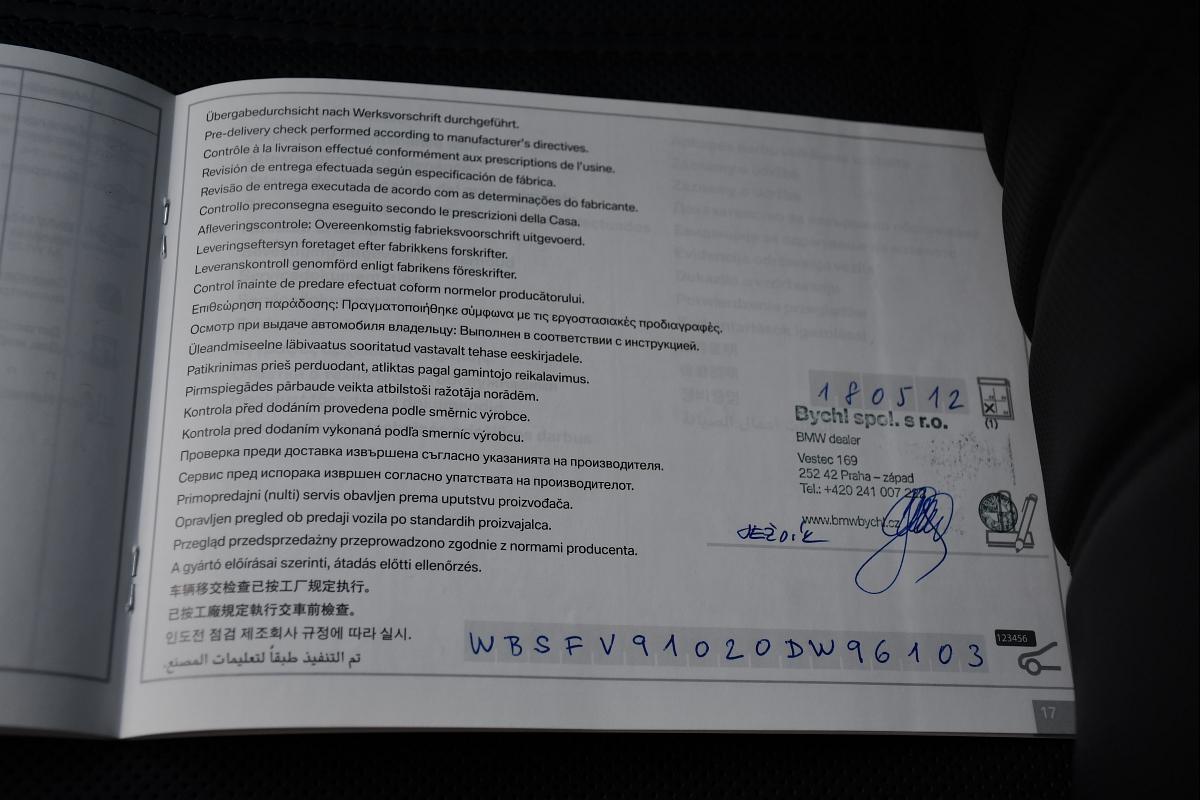 Übergabedurchsicht nach Werksvorschrift durchgeführt.
Pre-delivery check performed according to manufacturer's directives.
Contrôle à la livraison effectué conformément aux prescriptions de l'usine.
Revisión de entrega efectuada según especificación de fábrica.
Revisão de entrega executada de acordo com as determinações do fabricante.
Controllo preconsegna eseguito secondo le prescrizioni della Casa.
Afleveringscontrole: Overeenkomstig fabrieksvoorschrift uitgevoerd.
Leveringseftersyn foretaget efter fabrikkens forskrifter.
Leveranskontroll genomförd enligt fabrikens föreskrifter.
Control înainte de predare efectuat coform normelor producătorului.
Επιθεώρηση παράδοσης: Πραγματοποιήθηκε σύμφωνα με τις εργοστασιακές προδιαγραφές.
Осмотр при выдаче автомобиля владельцу: Выполнен в соответствии с инструкцией.
Üleandmiseelne läbivaatus sooritatud vastavalt tehase eeskirjadele.
Patikrinimas prieš perduodant, atliktas pagal gamintojo reikalavimus.
Pirmspiegādes pārbaude veikta atbilstoši ražotāja norādēm.
Kontrola před dodáním provedena podle směrnic výrobce.
Kontrola pred dodaním vykonaná podľa smerníc výrobcu.
Проверка преди доставка извършена съгласно указанията на производителя.
Сервис пред испорака извршен согласно упатствата на производителот.
Primopredajni (nulti) servis obavljen prema uputstvu proizvođača.
Opravljen pregled ob predaji vozila po standardih proizvajalca.
Przegląd przedsprzedażny przeprowadzono zgodnie z normami producenta.
A gyártó előírásai szerinti, átadás előtti ellenőrzés.
车辆移交检查已按工厂规定执行。
已按工廠規定執行交車前檢查。
인도전 점검 제조회사 규정에 따라 실시.
تم التنفيذ طبقاً لتعليمات المصنع.
180512
(1)
Bychl spol. s r.o.
BMW dealer
Vestec 169
252 42 Praha – západ
Tel.: +420 241 007
www.bmwbychl.cz
WBSFV91020DW96103
123456
17